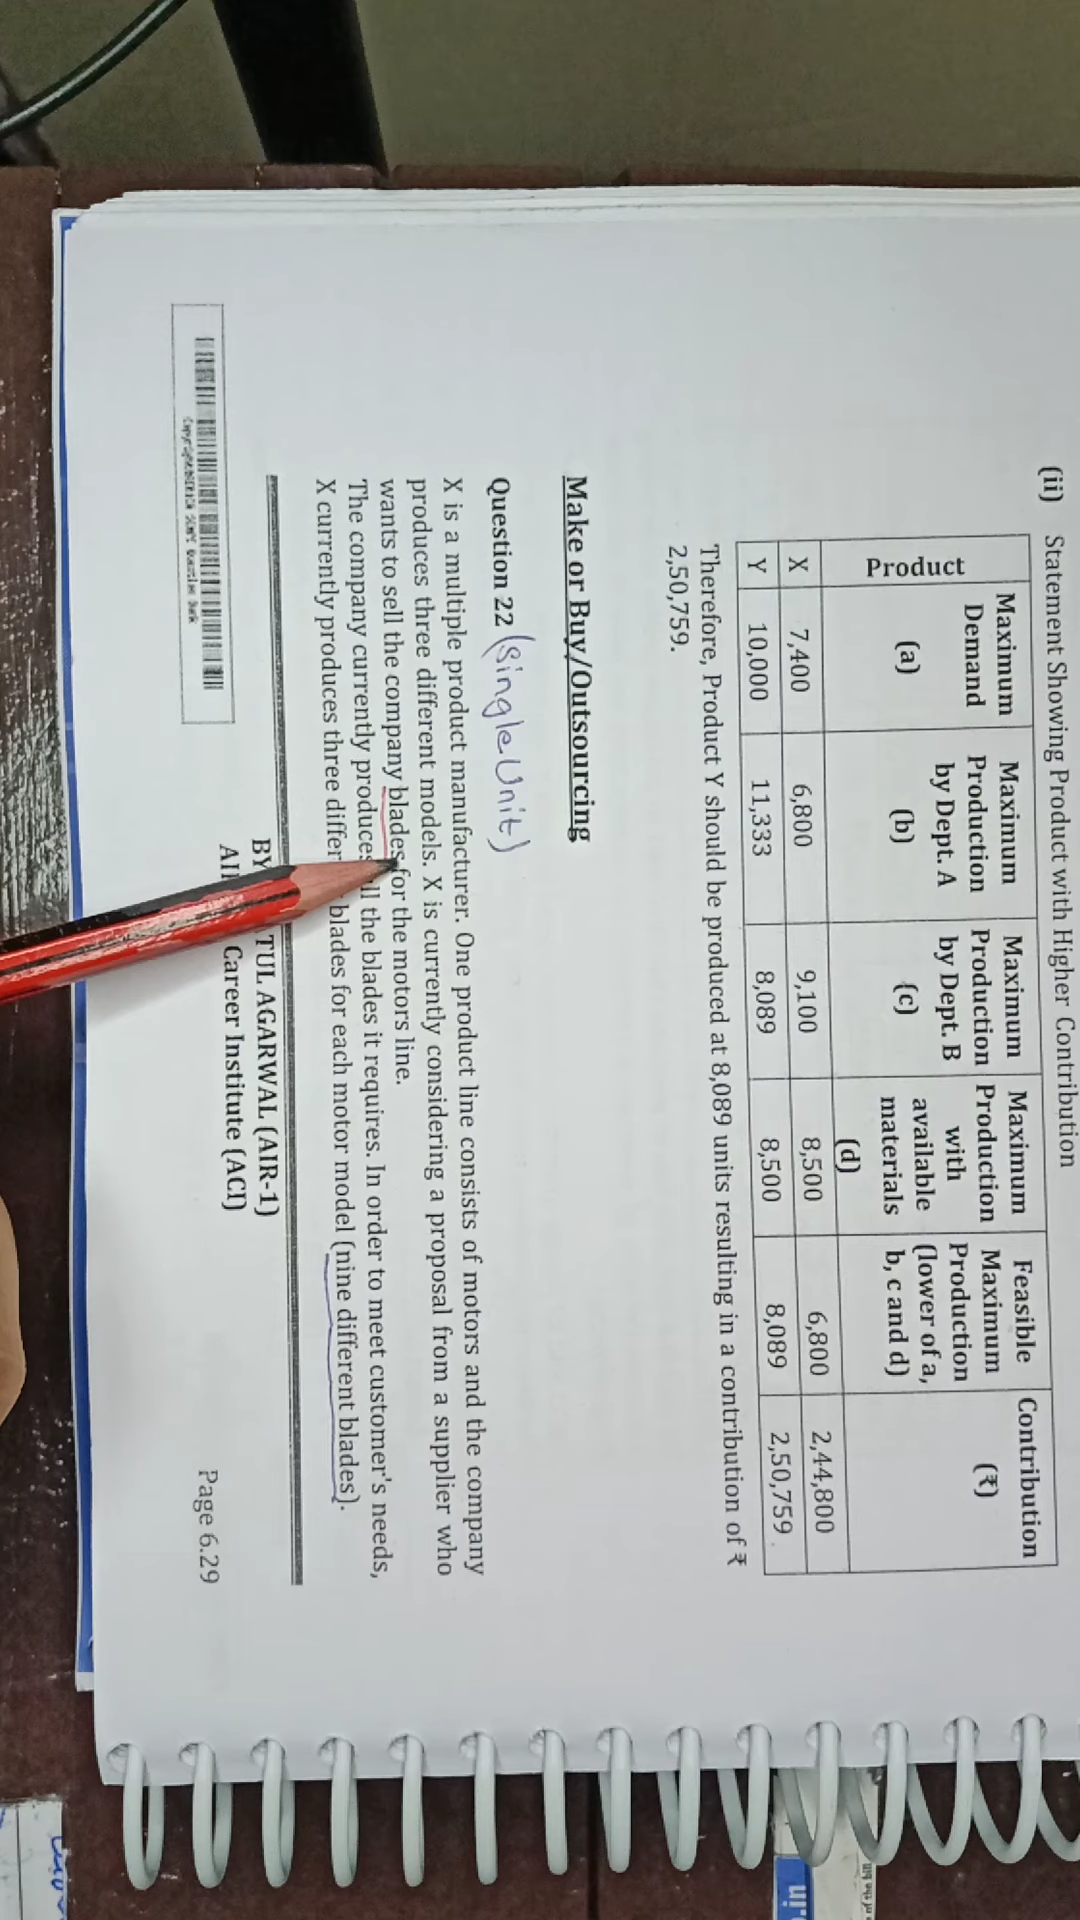 (ii) Statement Showing Product with Higher Contribution
Product Maximum Demand (a) Maximum Production by Dept. A (b) Maximum Production by Dept. B (c) Maximum Production with available materials (d) Feasible Maximum Production (lower of a, b, c and d) Contribution (₹)
X 7,400 6,800 9,100 8,500 6,800 2,44,800
Y 10,000 11,333 8,089 8,500 8,089 2,50,759
Therefore, Product Y should be produced at 8,089 units resulting in a contribution of ₹
2,50,759.
Make or Buy/Outsourcing
Question 22 (Single Unit)
X is a multiple product manufacturer. One product line consists of motors and the company
produces three different models. X is currently considering a proposal from a supplier who
wants to sell the company blades for the motors line.
The company currently produces the blades it requires. In order to meet customer's needs,
X currently produces three blades for each motor model (nine different blades).
BY TUL AGARWAL (AIR-1)
Career Institute (ACI)
Page 6.29